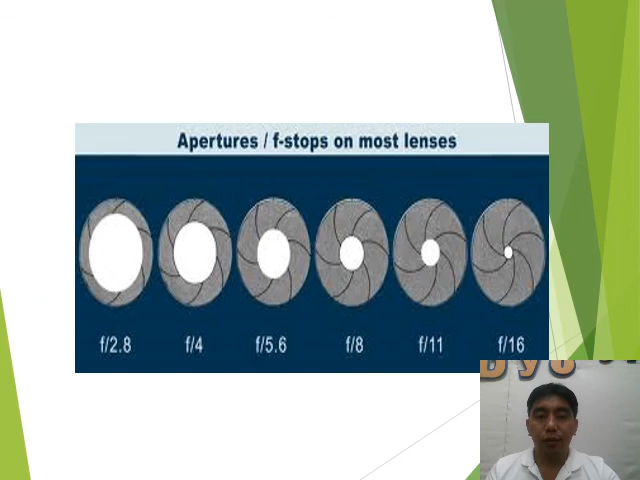 Apertures / f-stops on most lenses
f/2.8 f/4 f/5.6 f/8 f/11 f/16